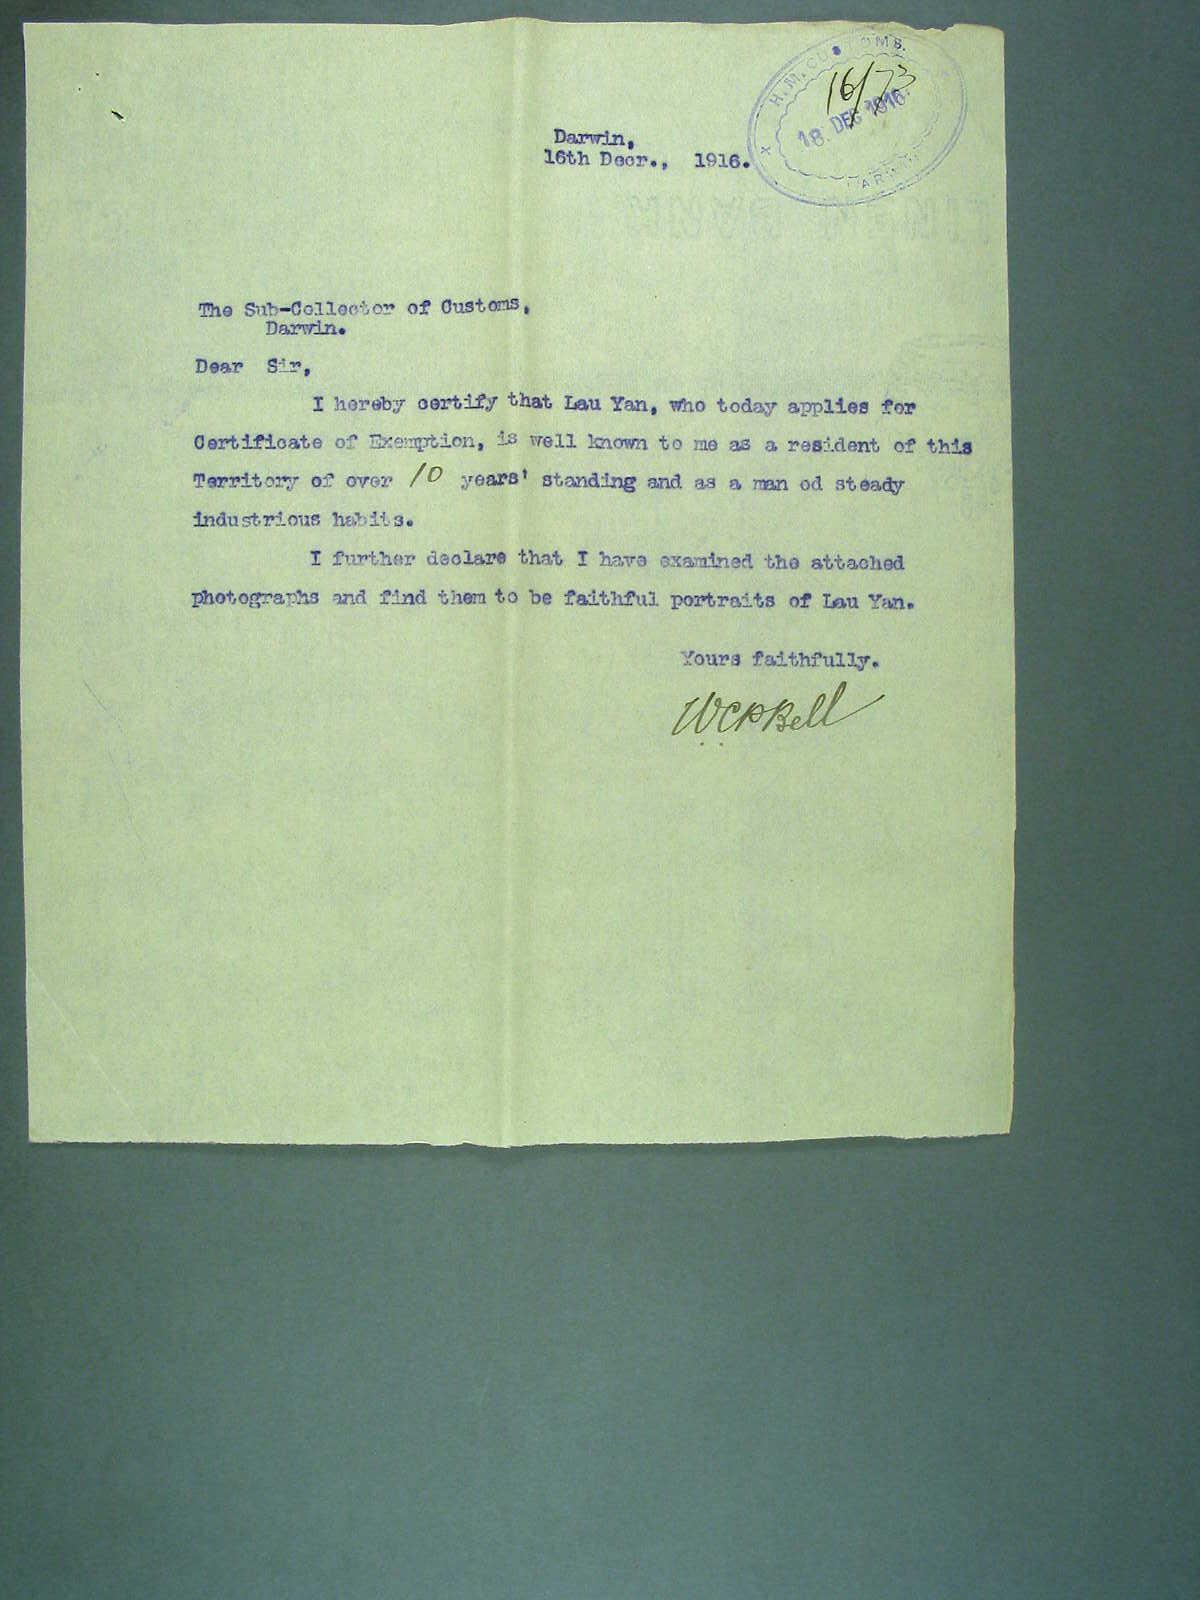 H. M. CUSTOMS.
16/73
18. DEC 1916.
DARWIN
Darwin,
16th Decr., 1916.
The Sub-Collector of Customs,
Darwin.
Dear Sir,
I hereby certify that Lau Yan, who today applies for
Certificate of Exemption, is well known to me as a resident of this
Territory of over 10 years' standing and as a man od steady
industrious habits.
I further declare that I have examined the attached
photographs and find them to be faithful portraits of Lau Yan.
Yours faithfully.
WCPBell